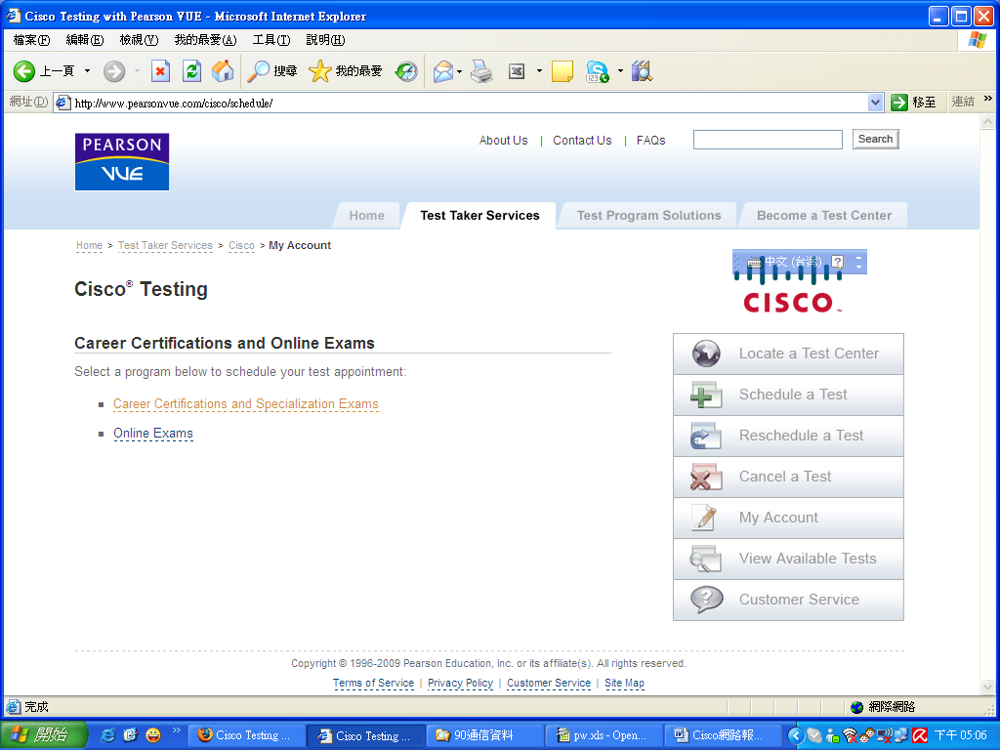 Cisco Testing with Pearson VUE - Microsoft Internet Explorer
檔案(F) 編輯(E) 檢視(V) 我的最愛(A) 工具(T) 說明(H)
上一頁 搜尋 我的最愛
網址(D) http://www.pearsonvue.com/cisco/schedule/ 移至 連結 »
PEARSON
VUE
About Us | Contact Us | FAQs Search
Home Test Taker Services Test Program Solutions Become a Test Center
Home > Test Taker Services > Cisco > My Account
中文 (台灣) ?
CISCO™
Cisco® Testing
Career Certifications and Online Exams
Select a program below to schedule your test appointment:
Career Certifications and Specialization Exams
Online Exams
Locate a Test Center
Schedule a Test
Reschedule a Test
Cancel a Test
My Account
View Available Tests
Customer Service
Copyright © 1996-2009 Pearson Education, Inc. or its affiliate(s). All rights reserved.
Terms of Service | Privacy Policy | Customer Service | Site Map
完成 網際網路
開始 » Cisco Testing ... Cisco Testing ... 90通信資料 pw.xls - Open... Cisco網路報... 下午 05:06